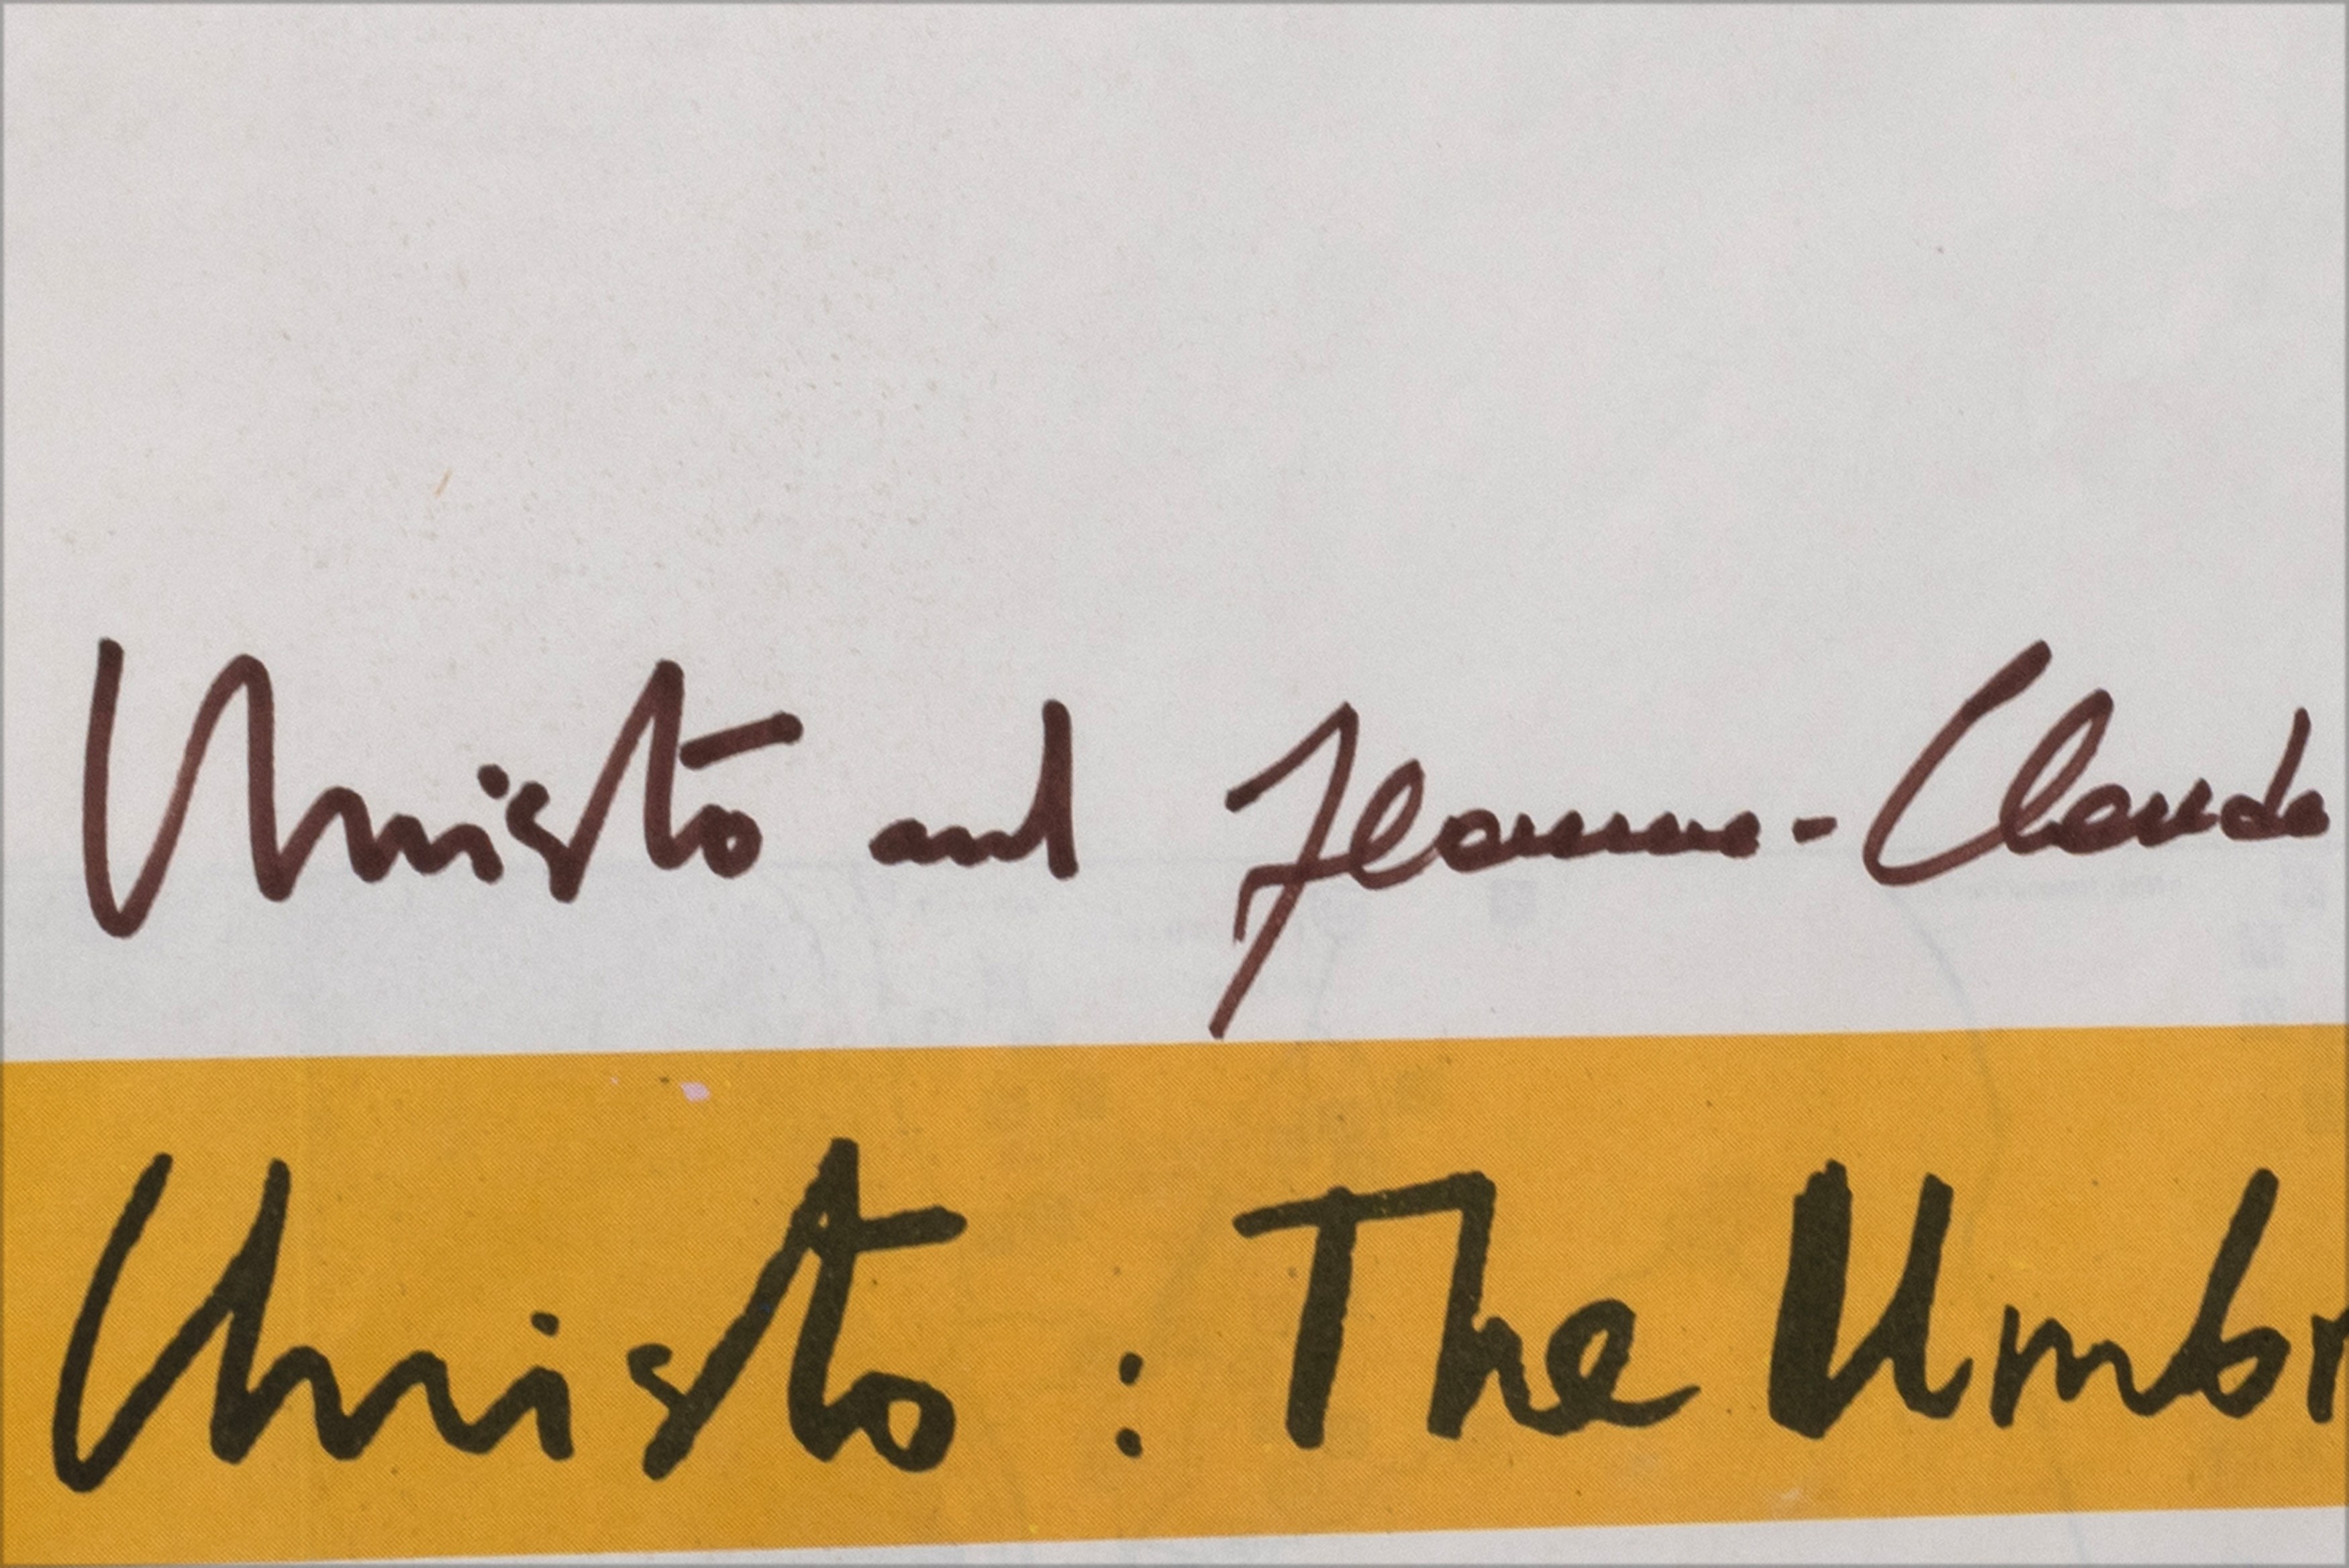 Christo and Jeanne-Claude
Christo : The Umbr